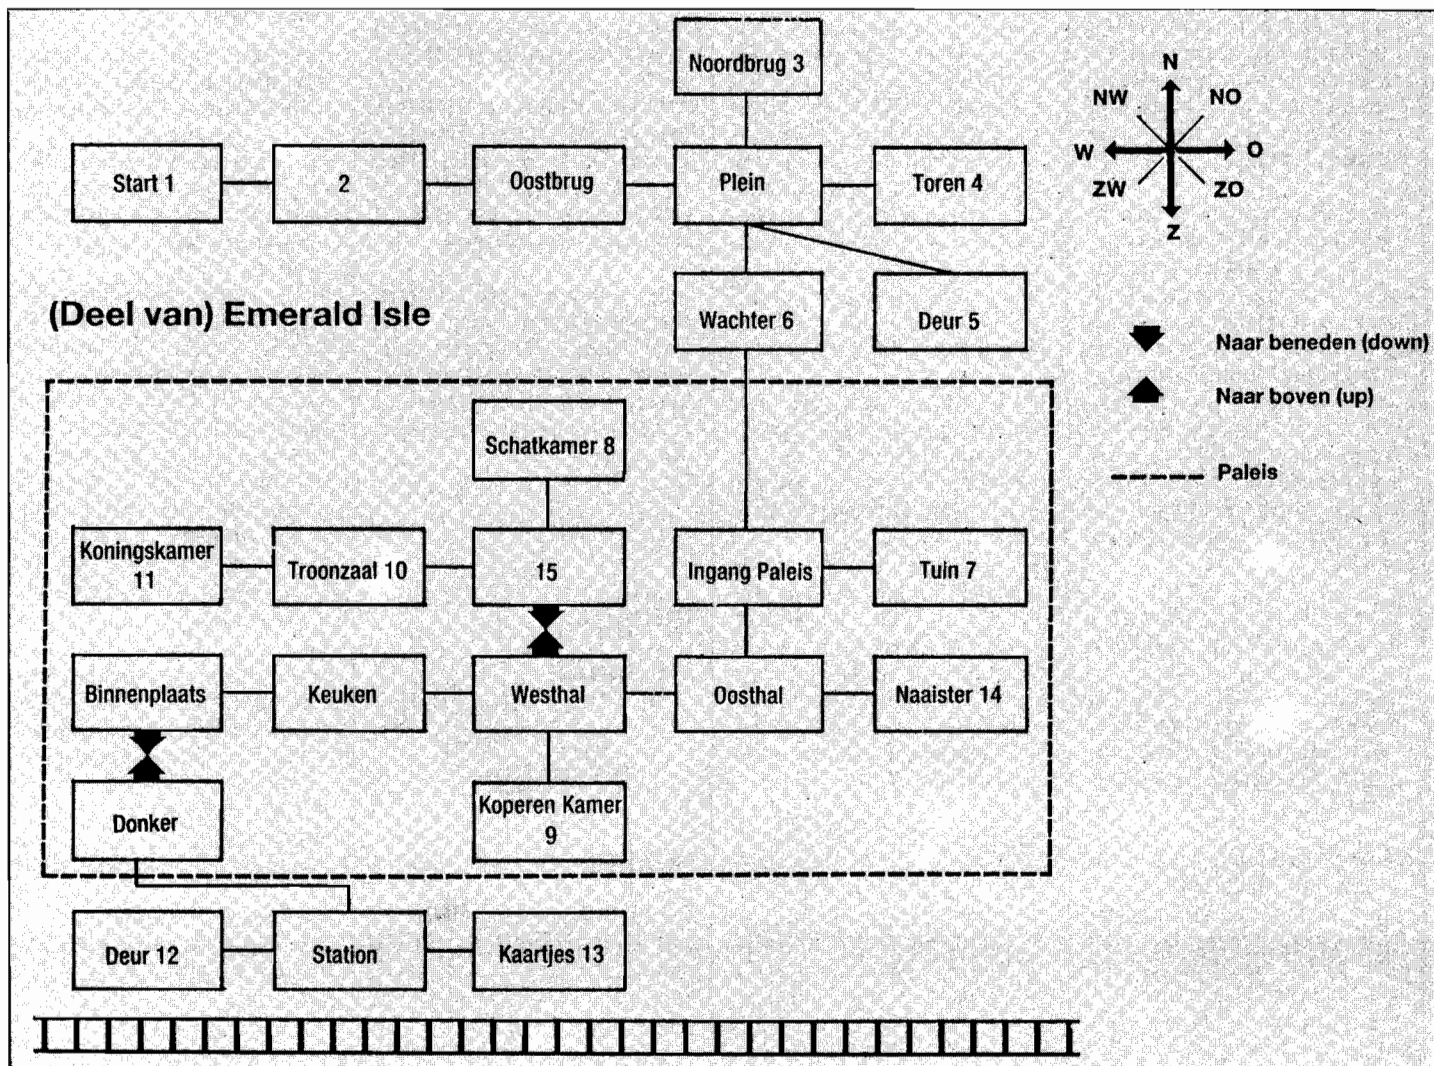 Noordbrug 3
N
NW
NO
W
O
ZW
ZO
Z
Start 1
2
Oostbrug
Plein
Toren 4
(Deel van) Emerald Isle
Wachter 6
Deur 5
Naar beneden (down)
Naar boven (up)
Paleis
Schatkamer 8
Koningskamer
11
Troonzaal 10
15
Ingang Paleis
Tuin 7
Binnenplaats
Keuken
Westhal
Oosthal
Naaister 14
Donker
Koperen Kamer
9
Deur 12
Station
Kaartjes 13